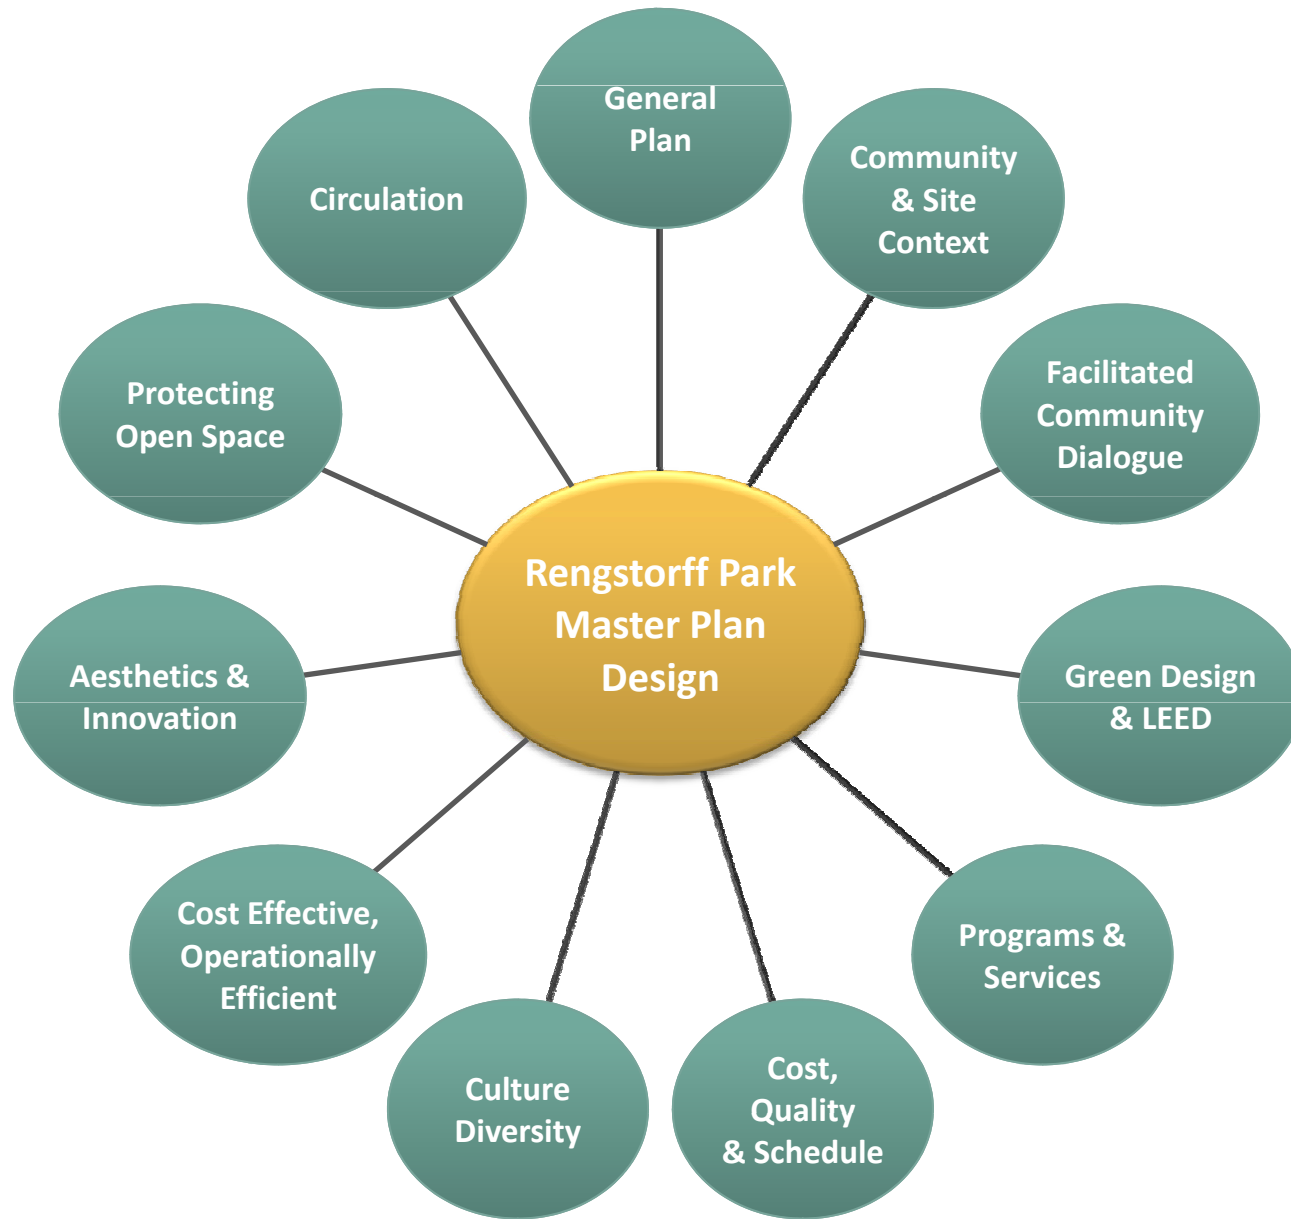 General
Plan
Community
& Site
Context
Facilitated
Community
Dialogue
Green Design
& LEED
Programs &
Services
Cost,
Quality
& Schedule
Culture
Diversity
Cost Effective,
Operationally
Efficient
Aesthetics &
Innovation
Protecting
Open Space
Circulation
Rengstorff Park
Master Plan
Design